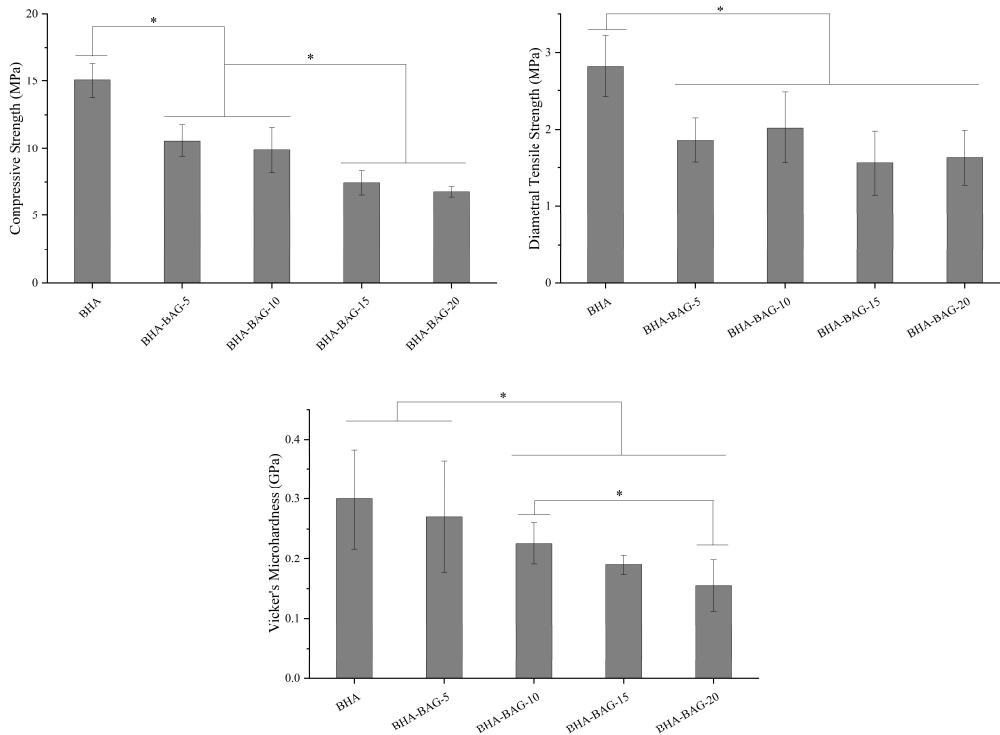 *
*
Compressive Strength (MPa)
20
15
10
5
0
BHA
BHA-BAG-5
BHA-BAG-10
BHA-BAG-15
BHA-BAG-20
*
Diametral Tensile Strength (MPa)
3
2
1
0
BHA
BHA-BAG-5
BHA-BAG-10
BHA-BAG-15
BHA-BAG-20
*
*
Vicker's Microhardness (GPa)
0.4
0.3
0.2
0.1
0.0
BHA
BHA-BAG-5
BHA-BAG-10
BHA-BAG-15
BHA-BAG-20